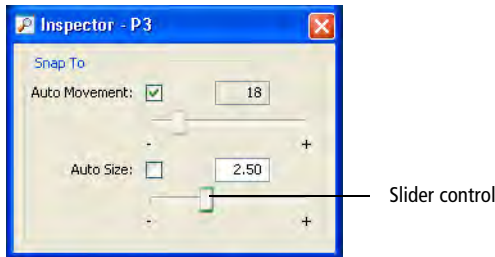 Inspector - P3
Snap To
Auto Movement: 18
- +
Auto Size: 2.50
Slider control
- +